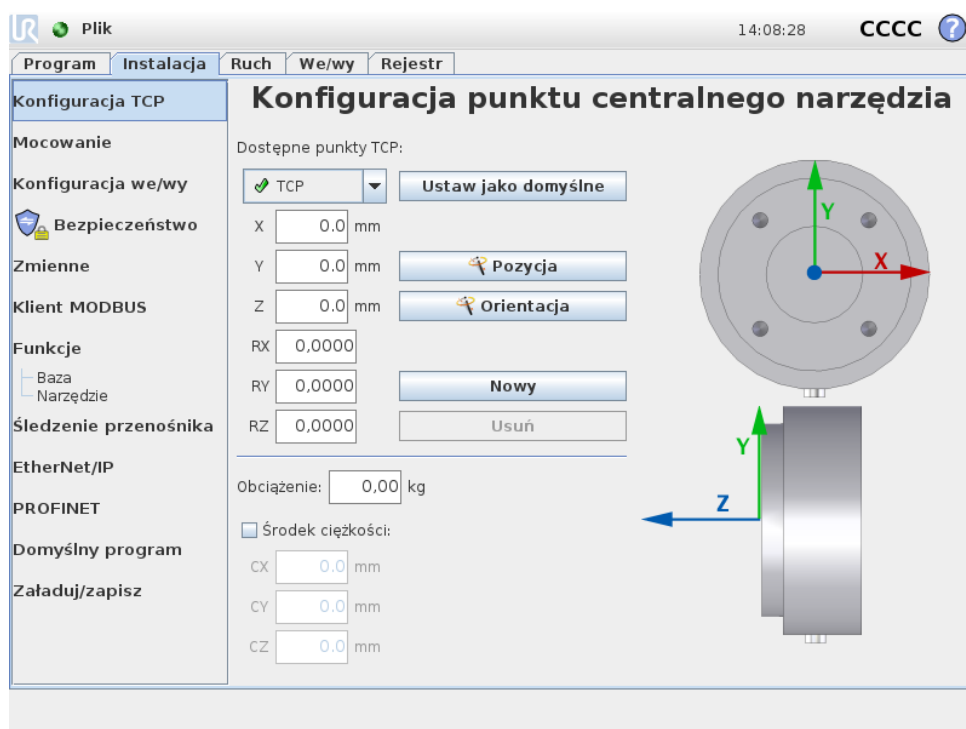 UR Plik 14:08:28 CCCC ?
Program Instalacja Ruch We/wy Rejestr
Konfiguracja TCP
Mocowanie
Konfiguracja we/wy
Bezpieczeństwo
Zmienne
Klient MODBUS
Funkcje
Baza
Narzędzie
Śledzenie przenośnika
EtherNet/IP
PROFINET
Domyślny program
Załaduj/zapisz
Konfiguracja punktu centralnego narzędzia
Dostępne punkty TCP:
TCP Ustaw jako domyślne
X 0.0 mm
Y 0.0 mm Pozycja
Z 0.0 mm Orientacja
RX 0,0000
RY 0,0000 Nowy
RZ 0,0000 Usuń
Obciążenie: 0,00 kg
Środek ciężkości:
CX 0.0 mm
CY 0.0 mm
CZ 0.0 mm
Y
X
Y
Z